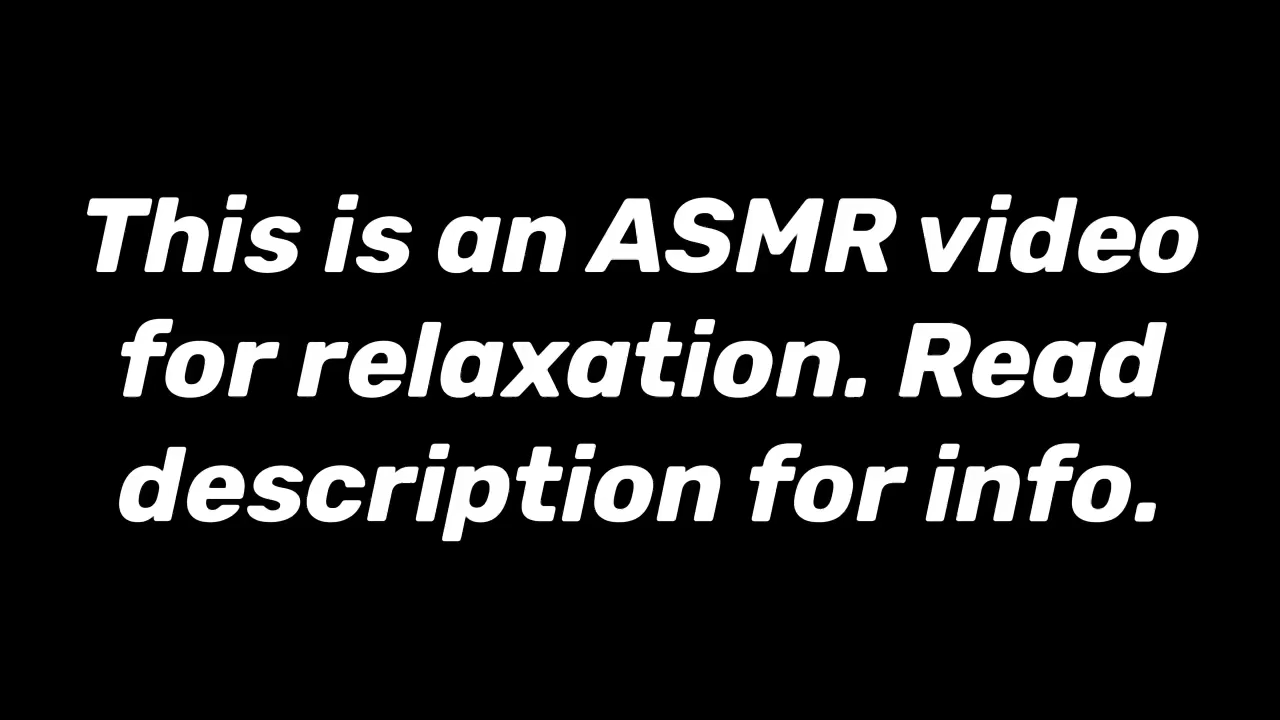 This is an ASMR video
for relaxation. Read
description for info.